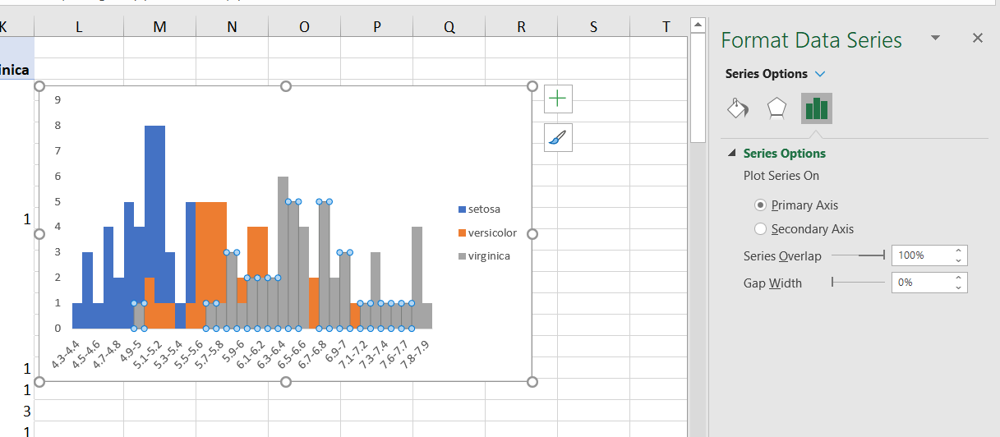 K L M N O P Q R S T
Format Data Series
inica
Series Options
9
8
7
6
5
4
3
2
1
0
4.3-4.4 4.5-4.6 4.7-4.8 4.9-5 5.1-5.2 5.3-5.4 5.5-5.6 5.7-5.8 5.9-6 6.1-6.2 6.3-6.4 6.5-6.6 6.7-6.8 6.9-7 7.1-7.2 7.3-7.4 7.6-7.7 7.8-7.9
setosa
versicolor
virginica
1
1
1
3
1
Series Options
Plot Series On
Primary Axis
Secondary Axis
Series Overlap 100%
Gap Width 0%